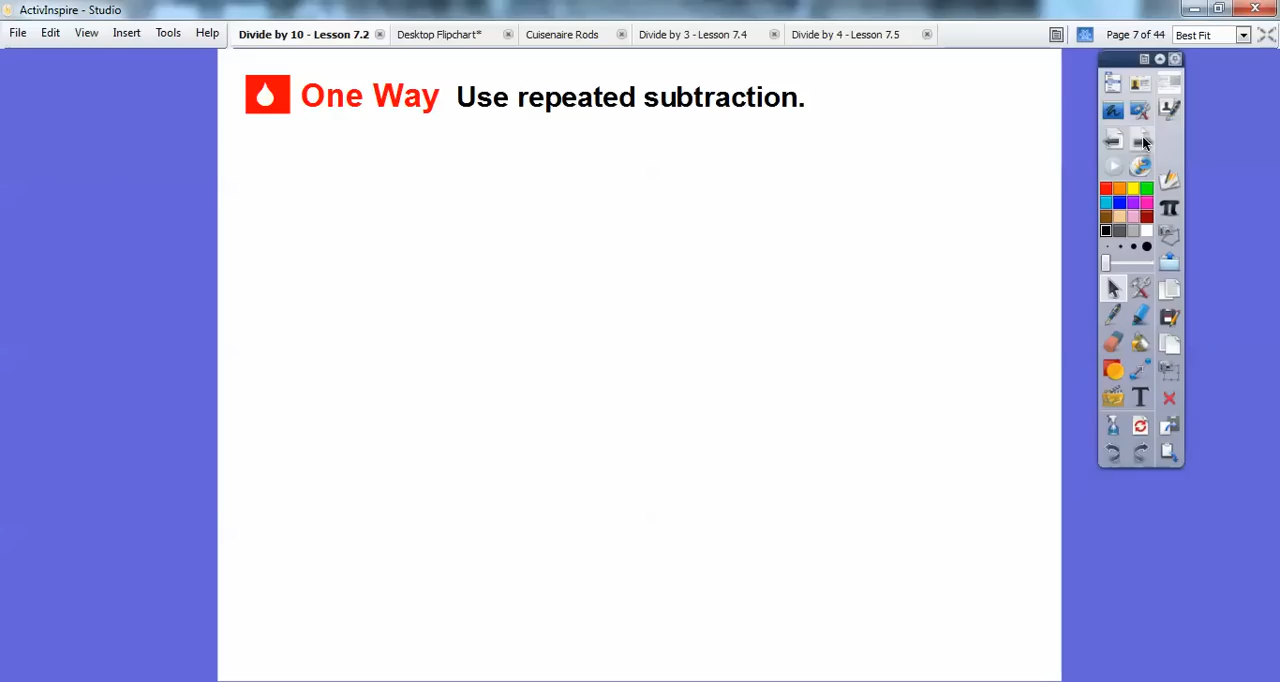 ActivInspire - Studio
File Edit View Insert Tools Help
Divide by 10 - Lesson 7.2 Desktop Flipchart* Cuisenaire Rods Divide by 3 - Lesson 7.4 Divide by 4 - Lesson 7.5
Page 7 of 44 Best Fit
One Way Use repeated subtraction.
T